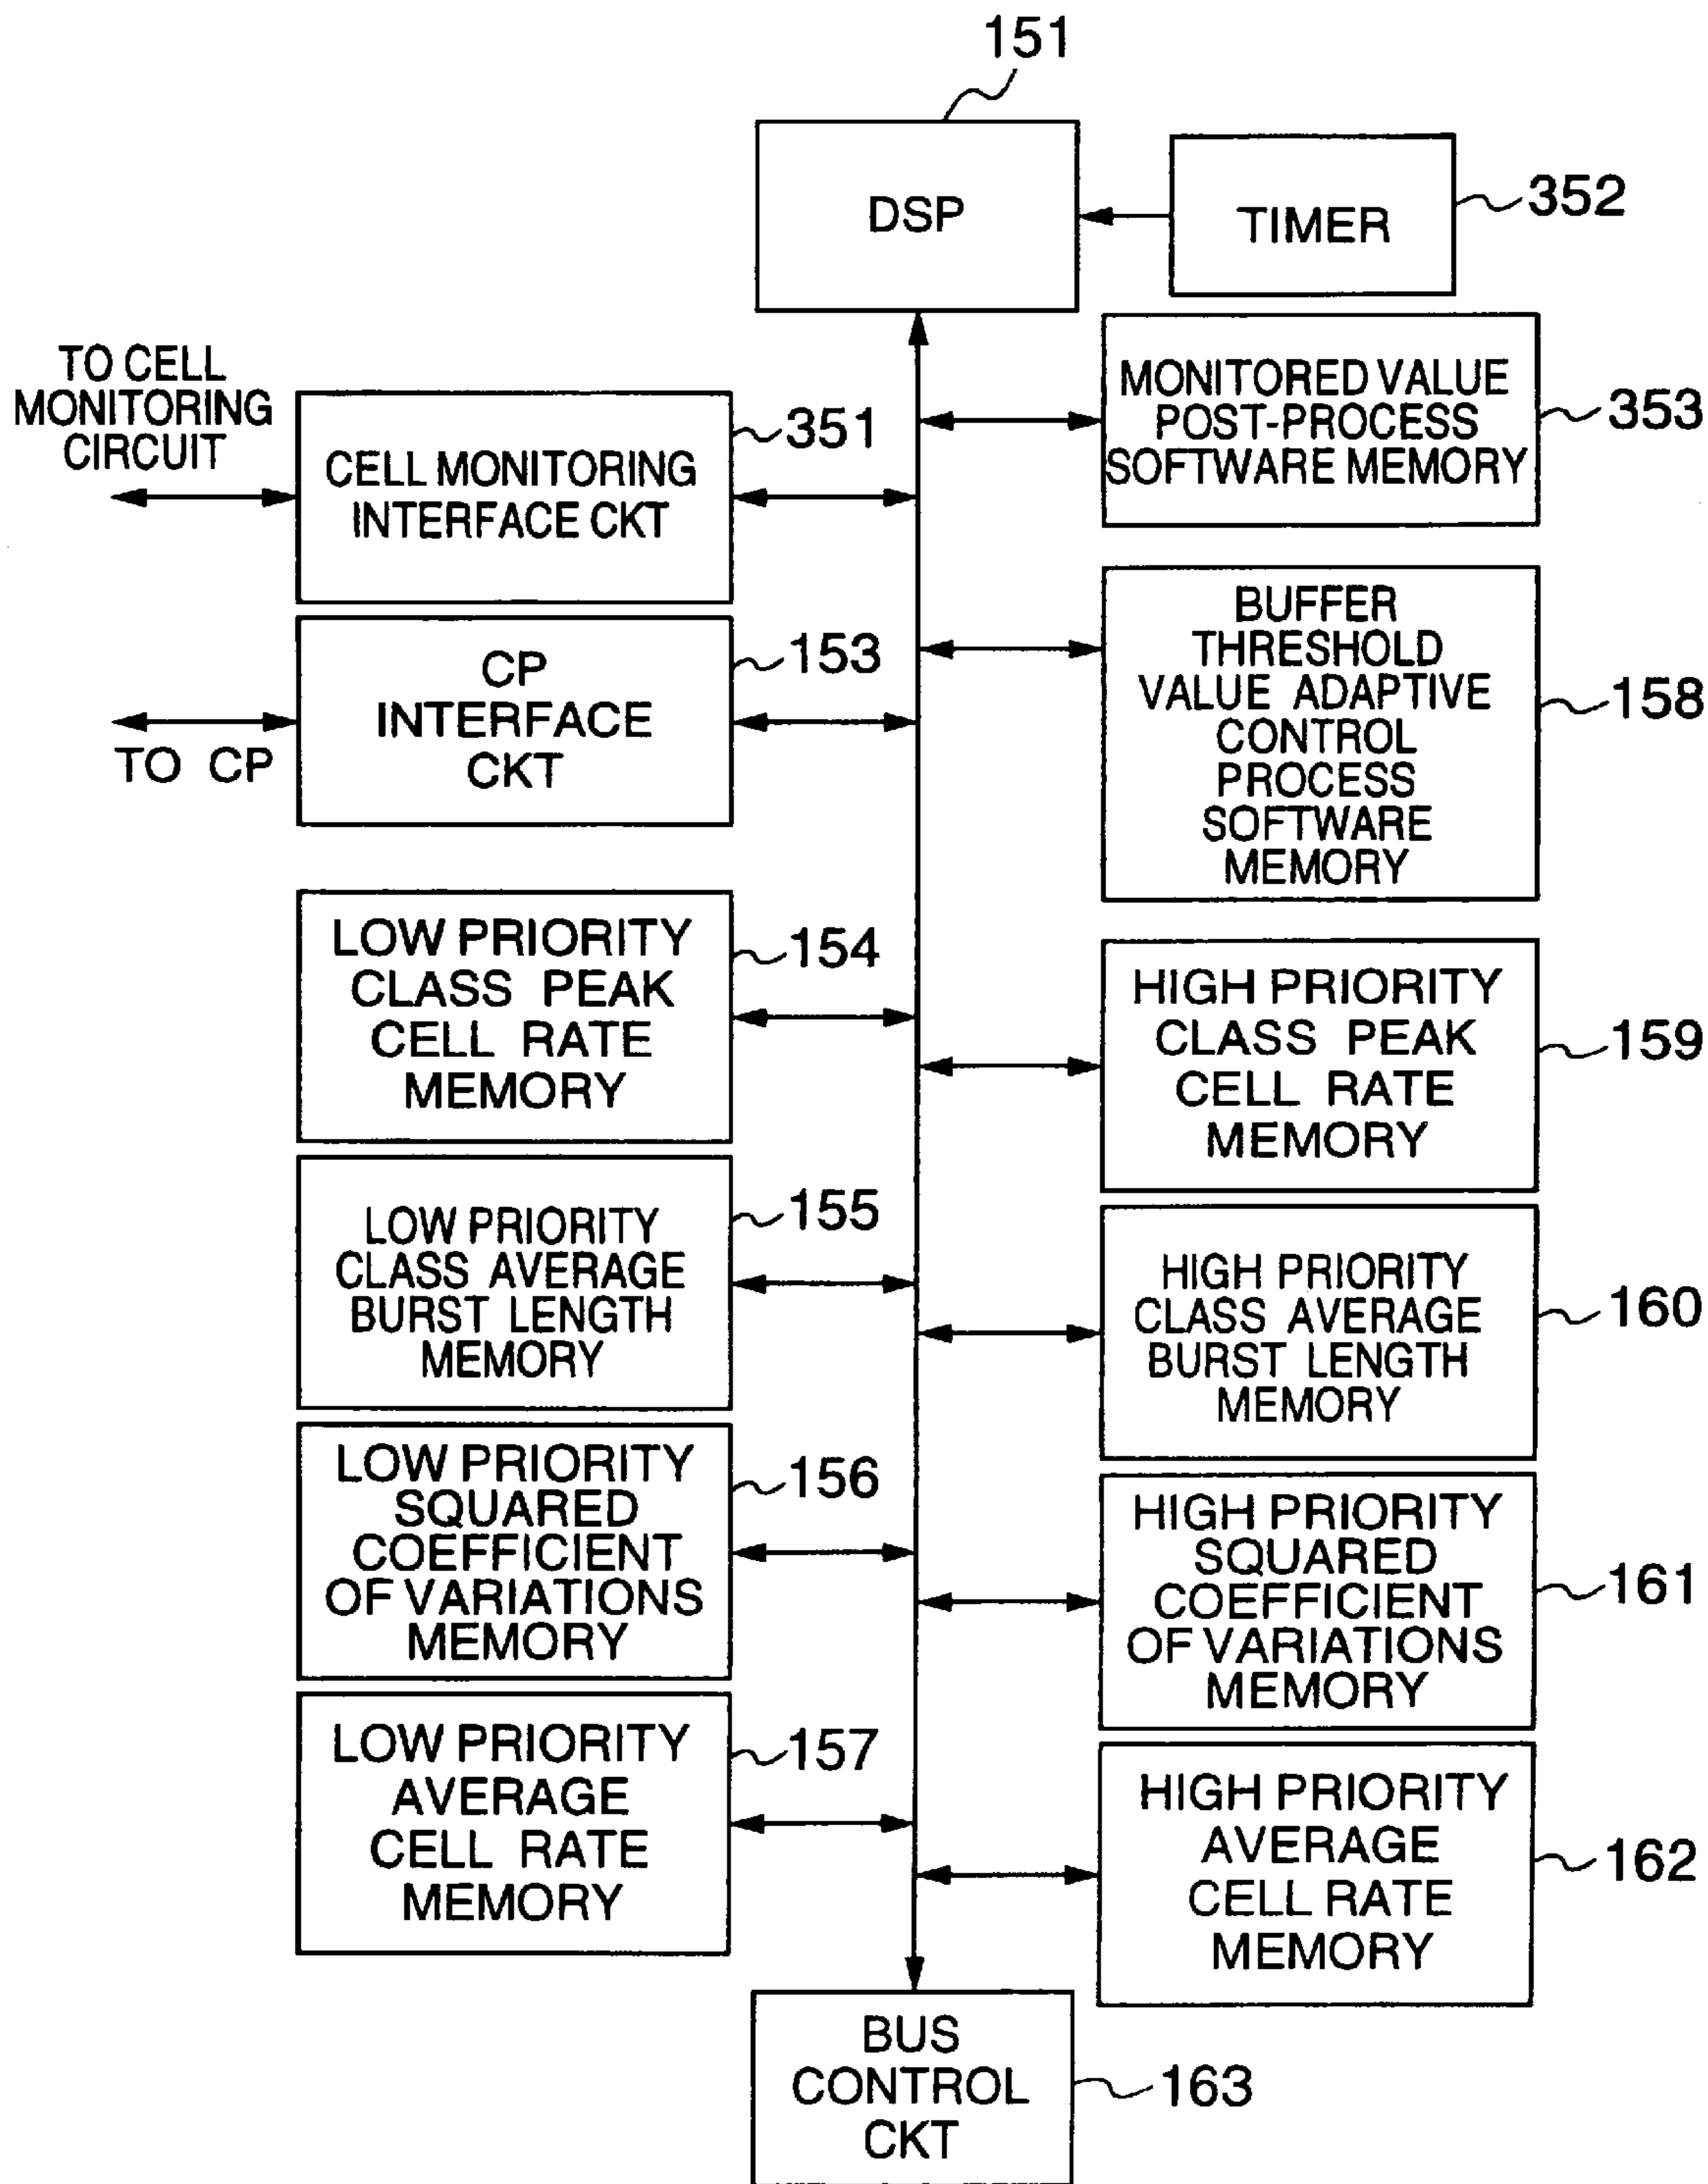 151
DSP
TIMER
352
TO CELL
MONITORING
CIRCUIT
CELL MONITORING
INTERFACE CKT
351
MONITORED VALUE
POST-PROCESS
SOFTWARE MEMORY
353
CP
INTERFACE
CKT
153
TO CP
BUFFER
THRESHOLD
VALUE ADAPTIVE
CONTROL
PROCESS
SOFTWARE
MEMORY
158
LOW PRIORITY
CLASS PEAK
CELL RATE
MEMORY
154
HIGH PRIORITY
CLASS PEAK
CELL RATE
MEMORY
159
LOW PRIORITY
CLASS AVERAGE
BURST LENGTH
MEMORY
155
HIGH PRIORITY
CLASS AVERAGE
BURST LENGTH
MEMORY
160
LOW PRIORITY
SQUARED
COEFFICIENT
OF VARIATIONS
MEMORY
156
HIGH PRIORITY
SQUARED
COEFFICIENT
OF VARIATIONS
MEMORY
161
LOW PRIORITY
AVERAGE
CELL RATE
MEMORY
157
HIGH PRIORITY
AVERAGE
CELL RATE
MEMORY
162
BUS
CONTROL
CKT
163